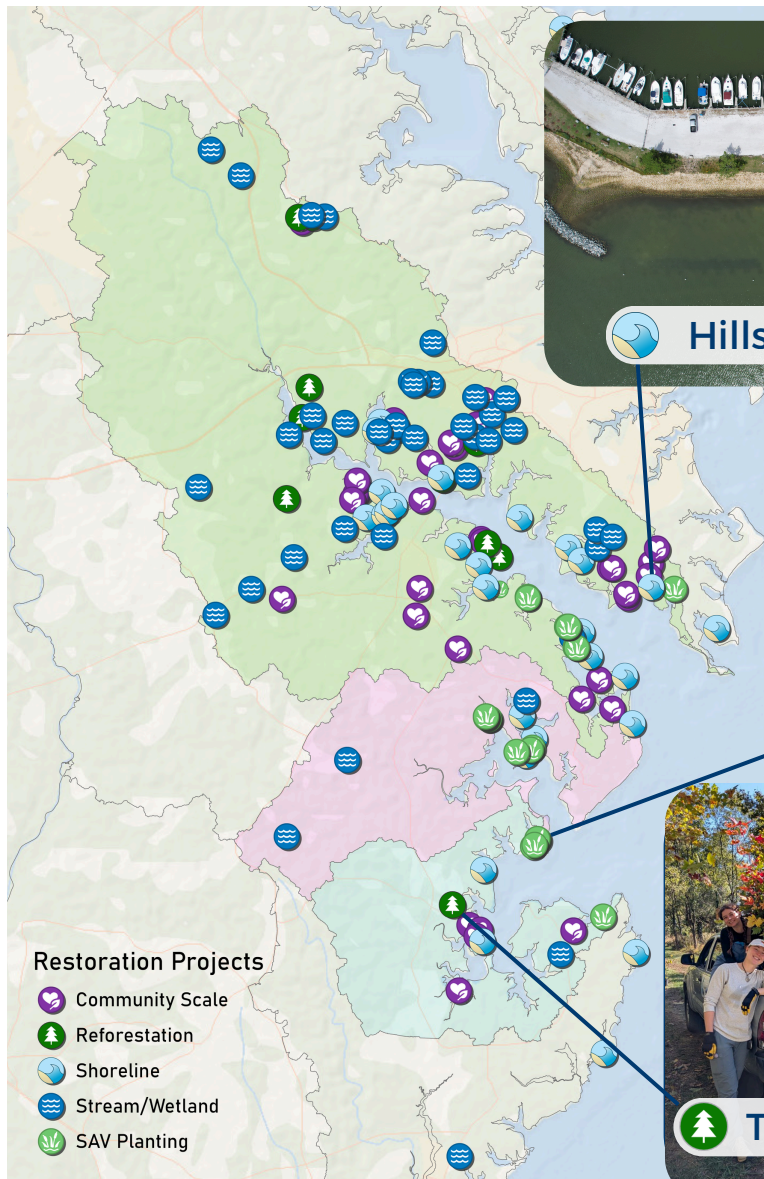 Hills
Restoration Projects
Community Scale
Reforestation
Shoreline
Stream/Wetland
SAV Planting
T